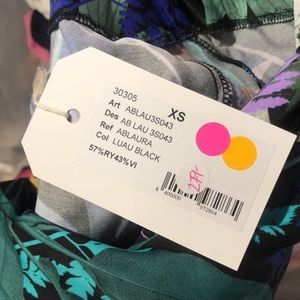 30305
XS
Art ABLAU3S043
Des AB LAU 3S043
Ref ABLAURA
Col LUAU BLACK
57%RY43%VI